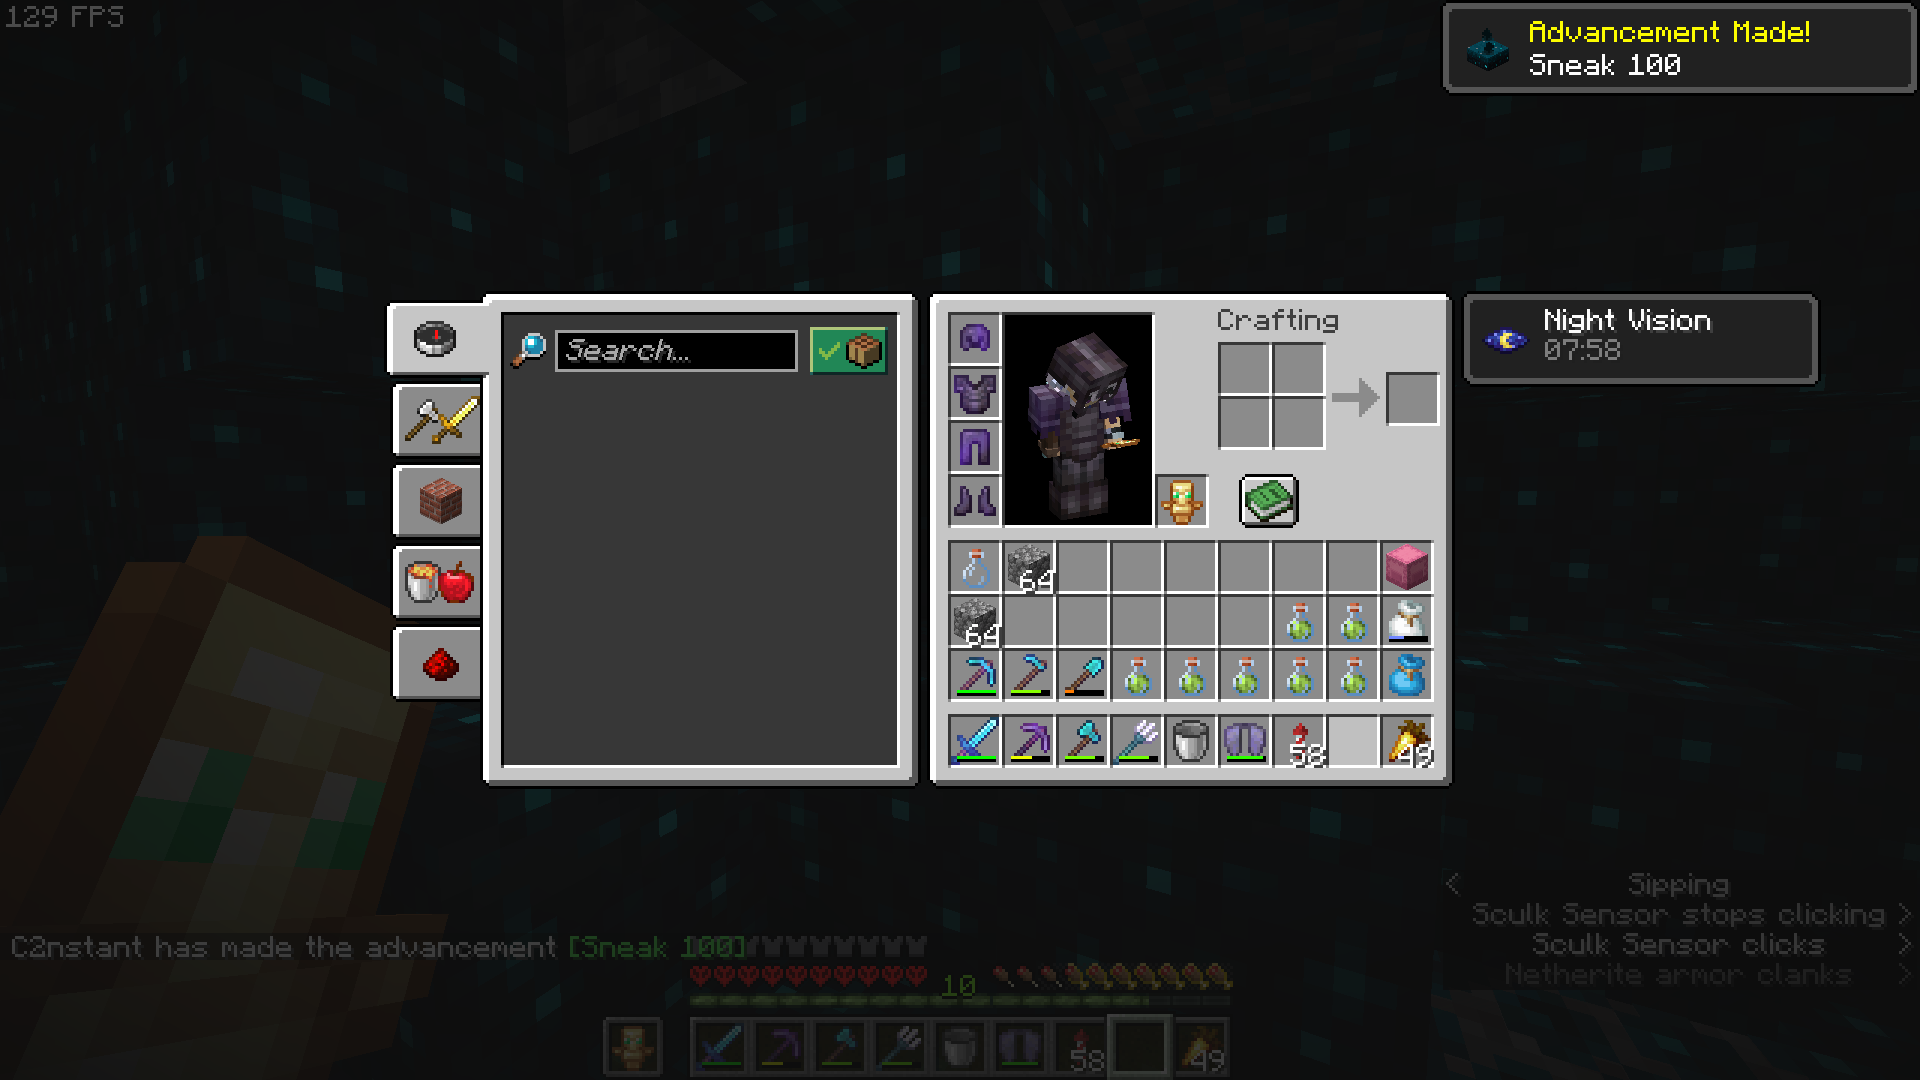 129 FPS
Advancement Made!
Sneak 100
Search...
Crafting
Night Vision
07:58
64
64
58
49
< Sipping
Sculk Sensor stops clicking >
Sculk Sensor clicks >
Netherite armor clanks >
C2nstant has made the advancement [Sneak 100]
10
58
49